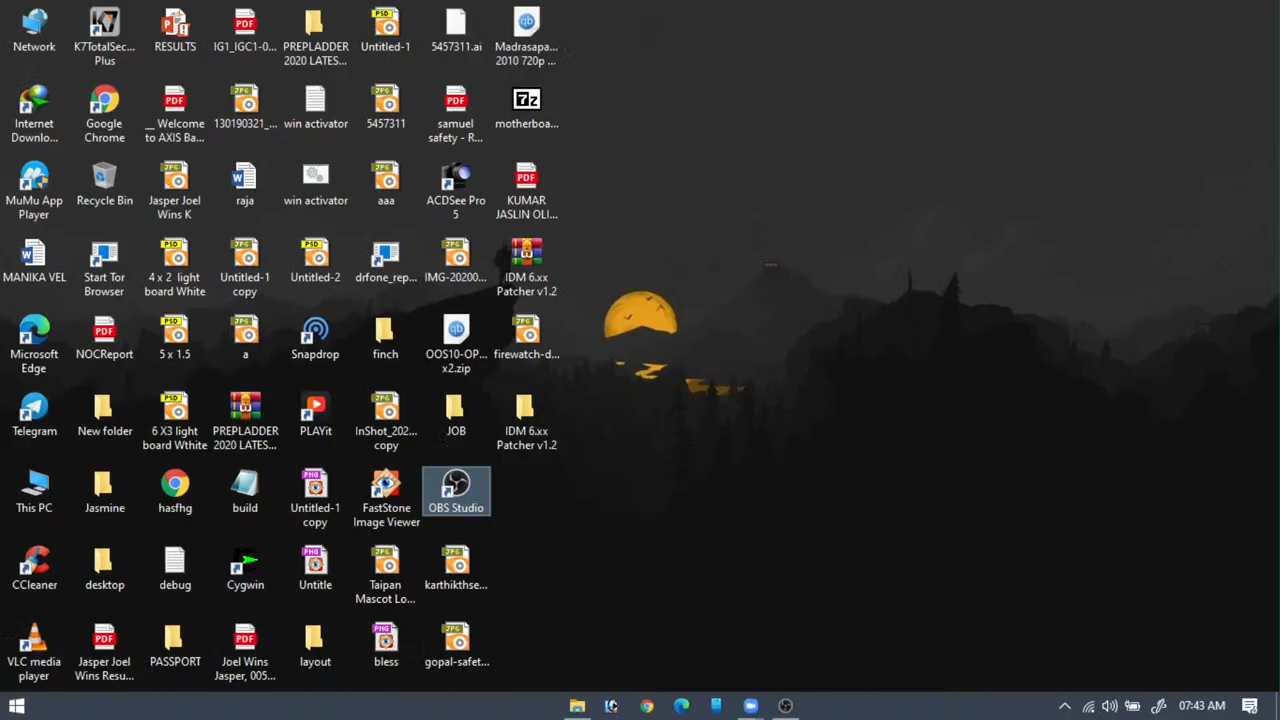 Network
K7TotalSec...
Plus
RESULTS
IG1_IGC1-0...
PREPLADDER
2020 LATES...
Untitled-1
5457311.ai
Madrasapa...
2010 720p ...
Internet
Downlo...
Google
Chrome
__ Welcome
to AXIS Ba...
130190321_...
win activator
5457311
samuel
safety - R...
motherboa...
MuMu App
Player
Recycle Bin
Jasper Joel
Wins K
raja
win activator
aaa
ACDSee Pro
5
KUMAR
JASLIN OLI...
MANIKA VEL
Start Tor
Browser
4 x 2 light
board White
Untitled-1
copy
Untitled-2
drfone_rep...
IMG-20200...
IDM 6.xx
Patcher v1.2
Microsoft
Edge
NOCReport
5 x 1.5
a
Snapdrop
finch
OOS10-OP...
x2.zip
firewatch-d...
Telegram
New folder
6 X3 light
board Wthite
PREPLADDER
2020 LATES...
PLAYit
InShot_202...
copy
JOB
IDM 6.xx
Patcher v1.2
This PC
Jasmine
hasfhg
build
Untitled-1
copy
FastStone
Image Viewer
OBS Studio
CCleaner
desktop
debug
Cygwin
Untitle
Taipan
Mascot Lo...
karthikthse...
VLC media
player
Jasper Joel
Wins Resu...
PASSPORT
Joel Wins
Jasper, 005...
layout
bless
gopal-safet...
07:43 AM